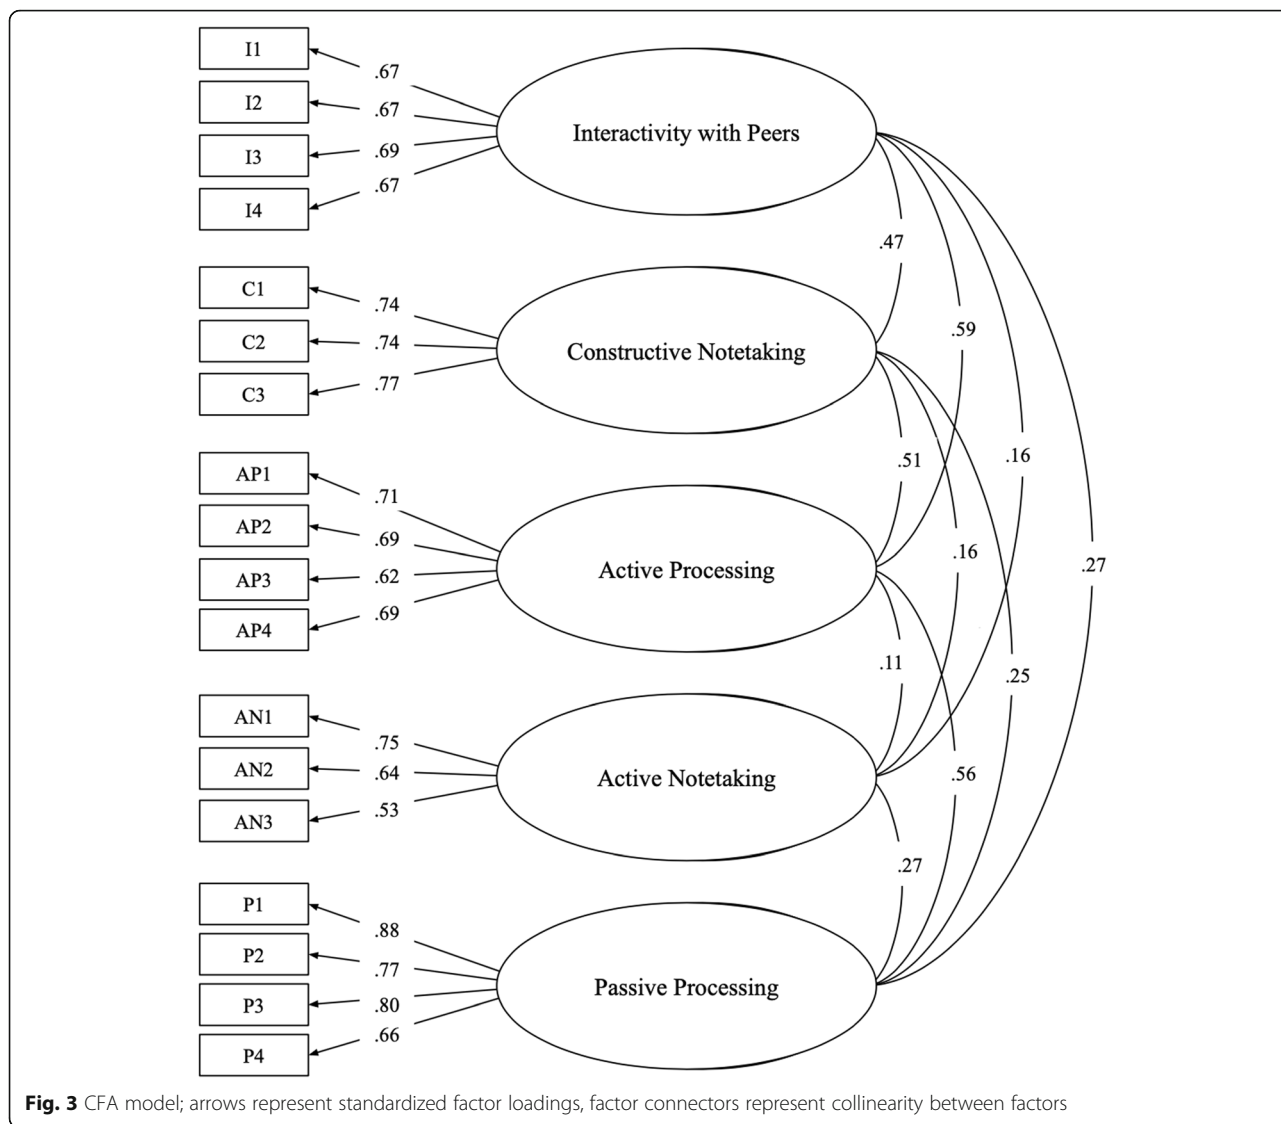 I1
.67
I2
.67
I3
.69
I4
.67
Interactivity with Peers
.47
.59
.16
.27
C1
.74
C2
.74
C3
.77
Constructive Notetaking
.51
.16
.25
AP1
.71
AP2
.69
AP3
.62
AP4
.69
Active Processing
.11
.56
AN1
.75
AN2
.64
AN3
.53
Active Notetaking
.27
P1
.88
P2
.77
P3
.80
P4
.66
Passive Processing
Fig. 3 CFA model; arrows represent standardized factor loadings, factor connectors represent collinearity between factors